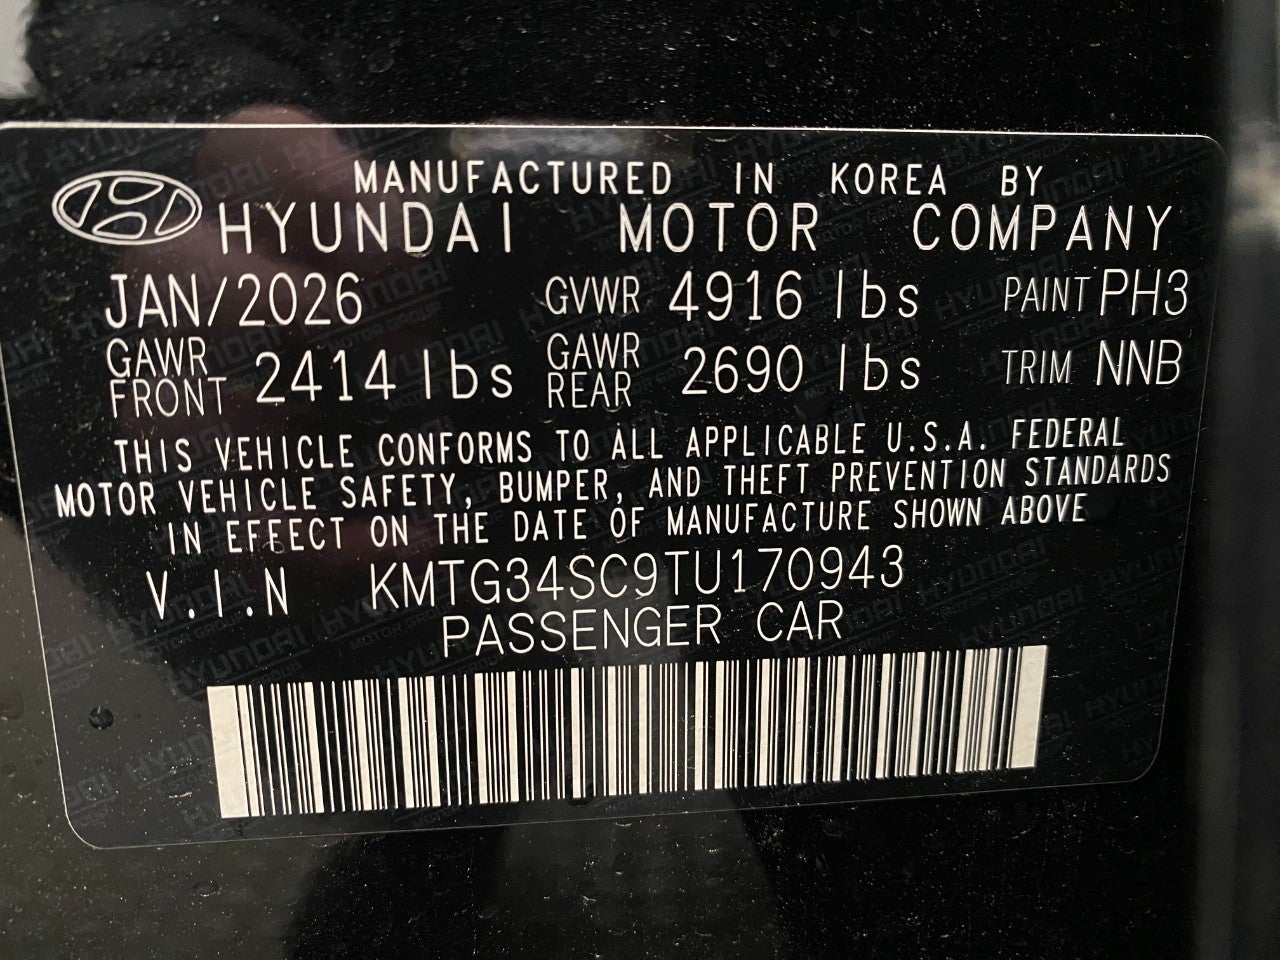 MANUFACTURED IN KOREA BY
HYUNDAI MOTOR COMPANY
JAN/2026 GVWR 4916 lbs PAINT PH3
GAWR FRONT 2414 lbs GAWR REAR 2690 lbs TRIM NNB
THIS VEHICLE CONFORMS TO ALL APPLICABLE U.S.A. FEDERAL
MOTOR VEHICLE SAFETY, BUMPER, AND THEFT PREVENTION STANDARDS
IN EFFECT ON THE DATE OF MANUFACTURE SHOWN ABOVE
V.I.N KMTG34SC9TU170943
PASSENGER CAR